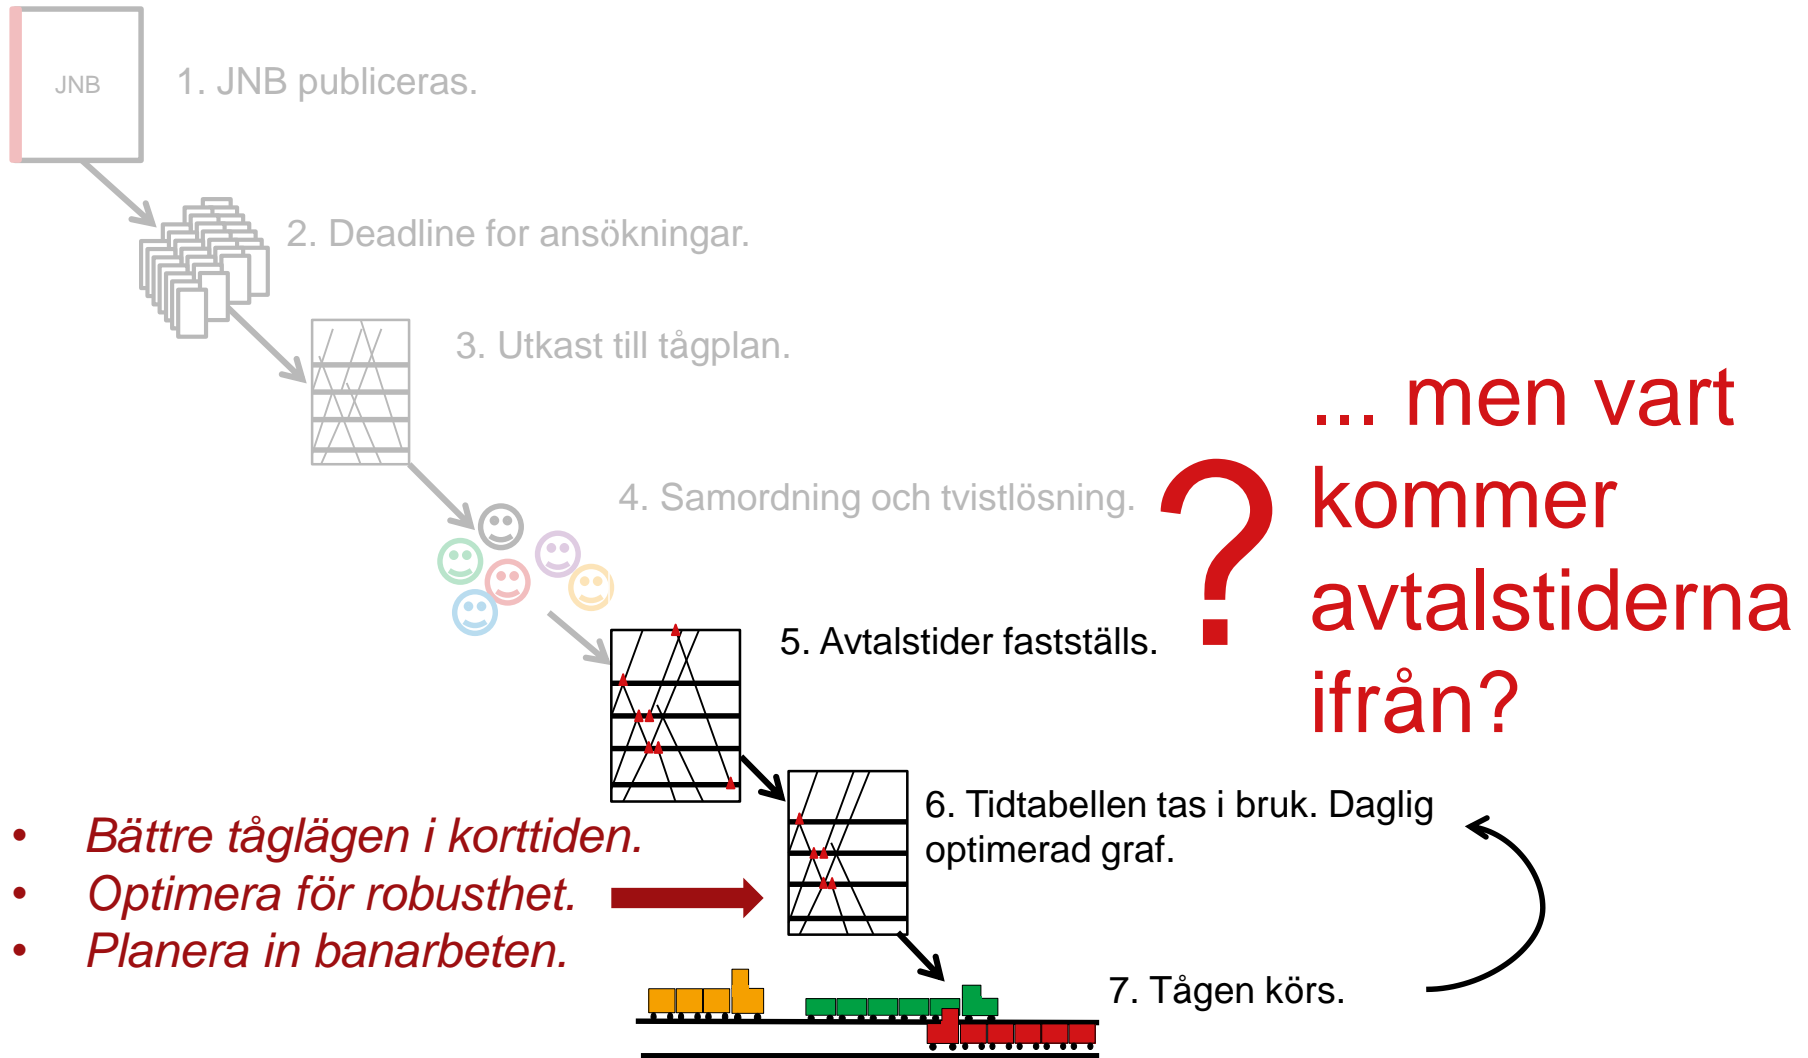 JNB
1. JNB publiceras.
2. Deadline for ansökningar.
3. Utkast till tågplan.
4. Samordning och tvistlösning.
?
... men vart
kommer
avtalstiderna
ifrån?
5. Avtalstider fastställs.
6. Tidtabellen tas i bruk. Daglig
optimerad graf.
• Bättre tåglägen i korttiden.
• Optimera för robusthet.
• Planera in banarbeten.
7. Tågen körs.